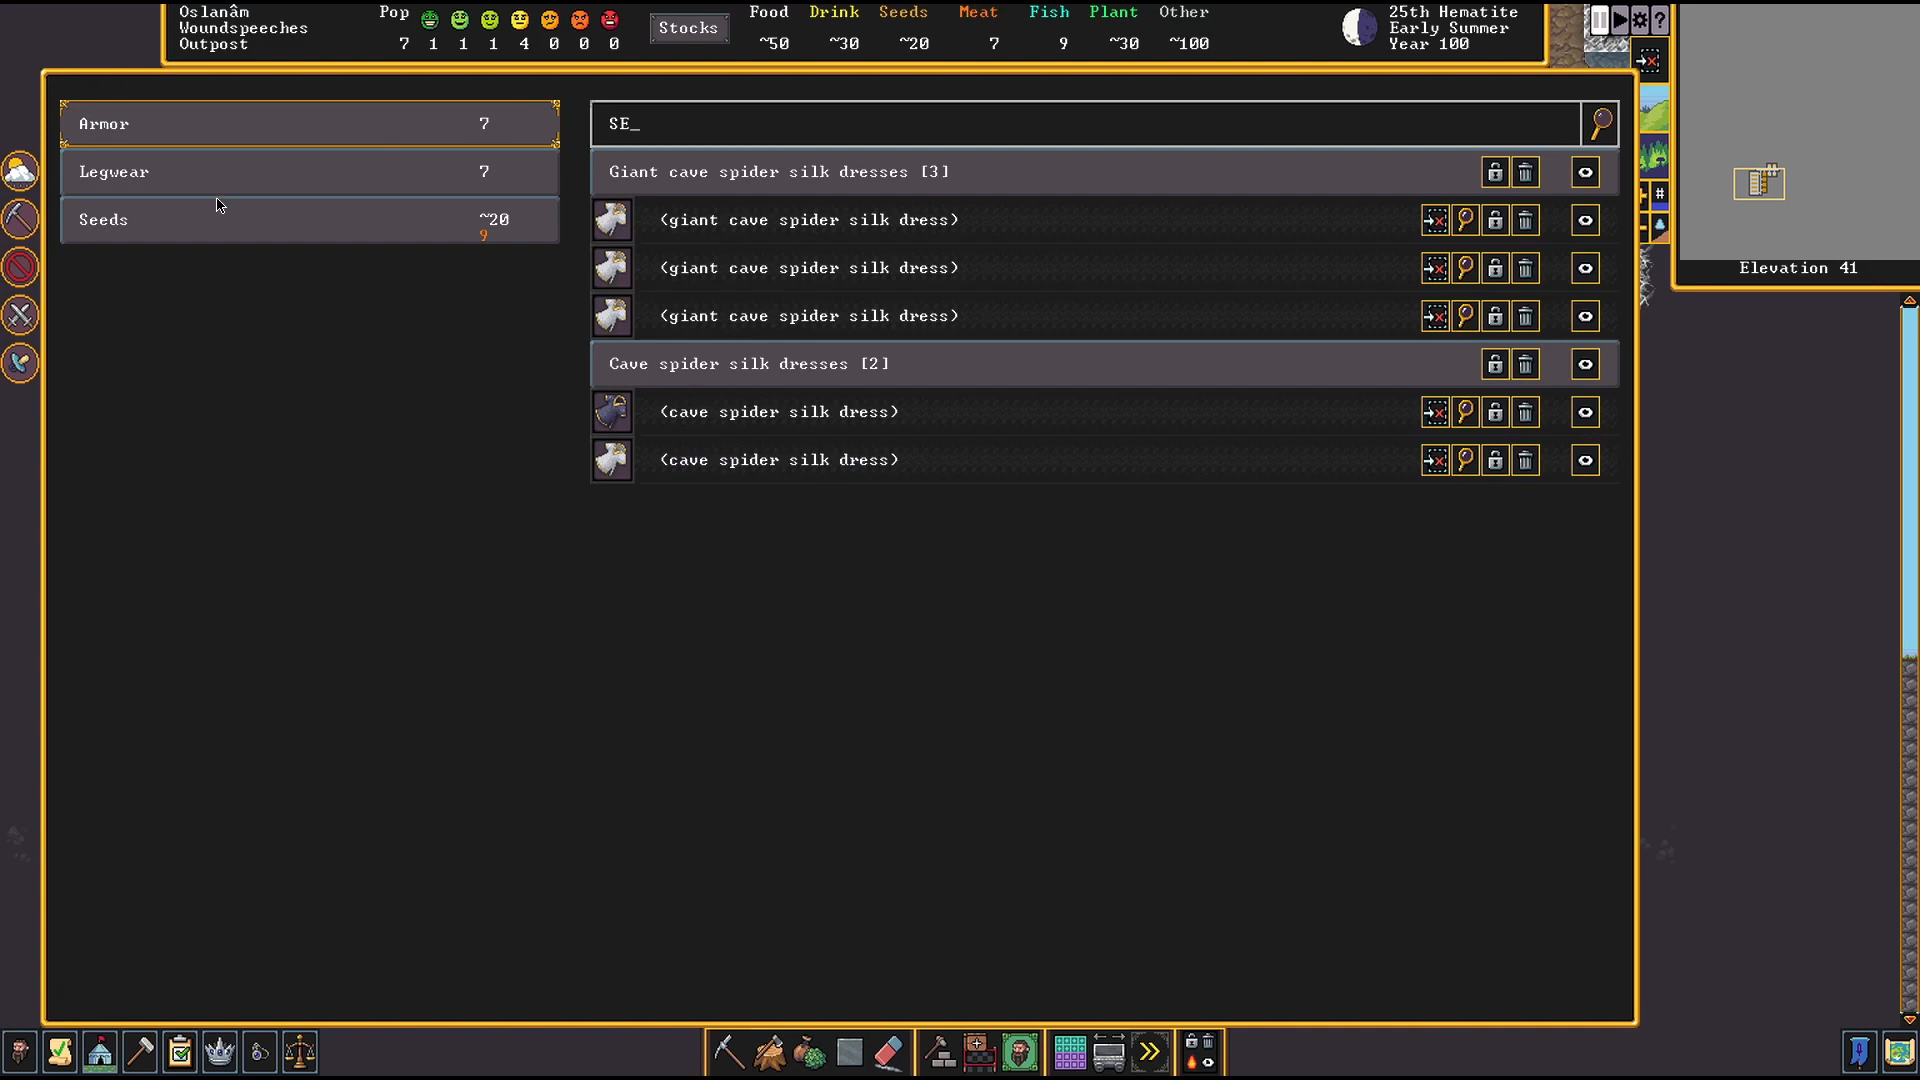 Oslanâm
Woundspeeches
Outpost
Pop
7 1 1 1 4 0 0 0
Stocks
Food Drink Seeds Meat Fish Plant Other
~50 ~30 ~20 7 9 ~30 ~100
25th Hematite
Early Summer
Year 100
?
Armor 7
Legwear 7
Seeds ~20
9
SE_
Giant cave spider silk dresses [3]
(giant cave spider silk dress)
(giant cave spider silk dress)
(giant cave spider silk dress)
Cave spider silk dresses [2]
(cave spider silk dress)
(cave spider silk dress)
#
Elevation 41